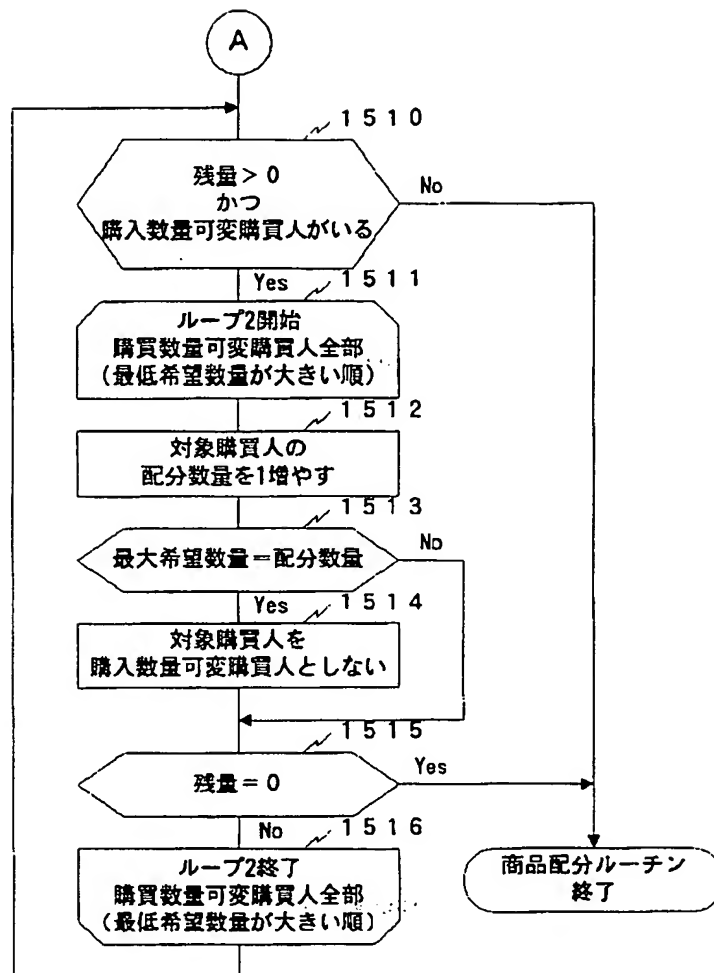 A
1510
残量>0
かつ
購入数量可変購買人がいる
No
Yes
1511
ループ2開始
購買数量可変購買人全部
(最低希望数量が大きい順)
1512
対象購買人の
配分数量を1増やす
1513
最大希望数量=配分数量
No
Yes
1514
対象購買人を
購入数量可変購買人としない
1515
残量=0
Yes
No
1516
ループ2終了
購買数量可変購買人全部
(最低希望数量が大きい順)
商品配分ルーチン
終了